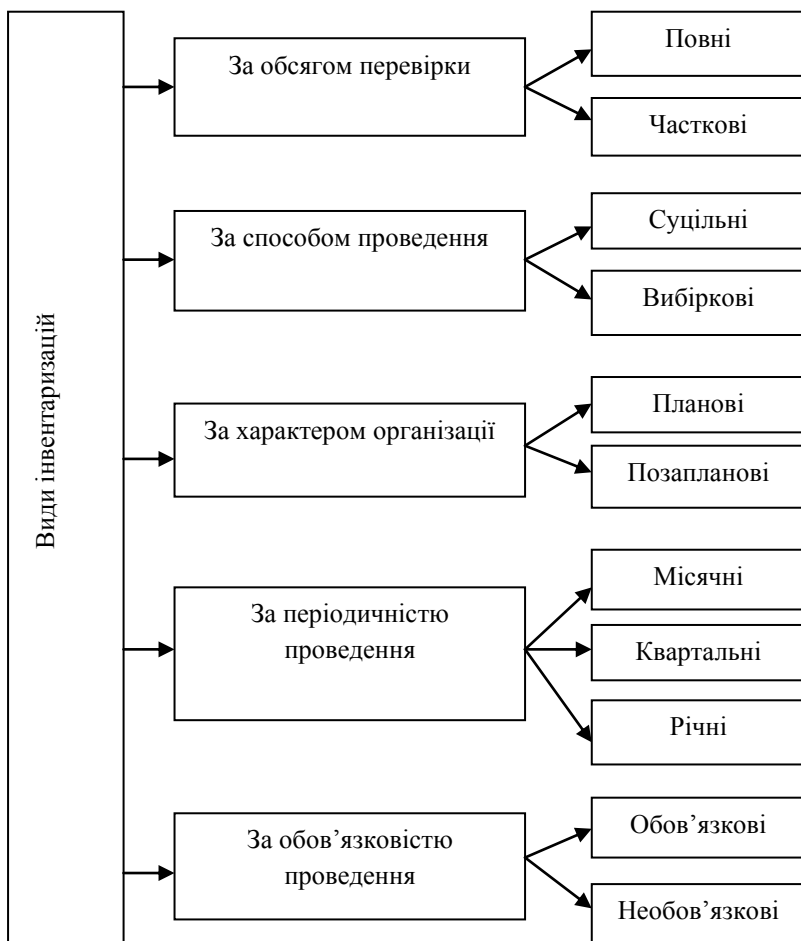 Види інвентаризацій
За обсягом перевірки
Повні
Часткові
За способом проведення
Суцільні
Вибіркові
За характером організації
Планові
Позапланові
За періодичністю
проведення
Місячні
Квартальні
Річні
За обов’язковістю
проведення
Обов’язкові
Необов’язкові